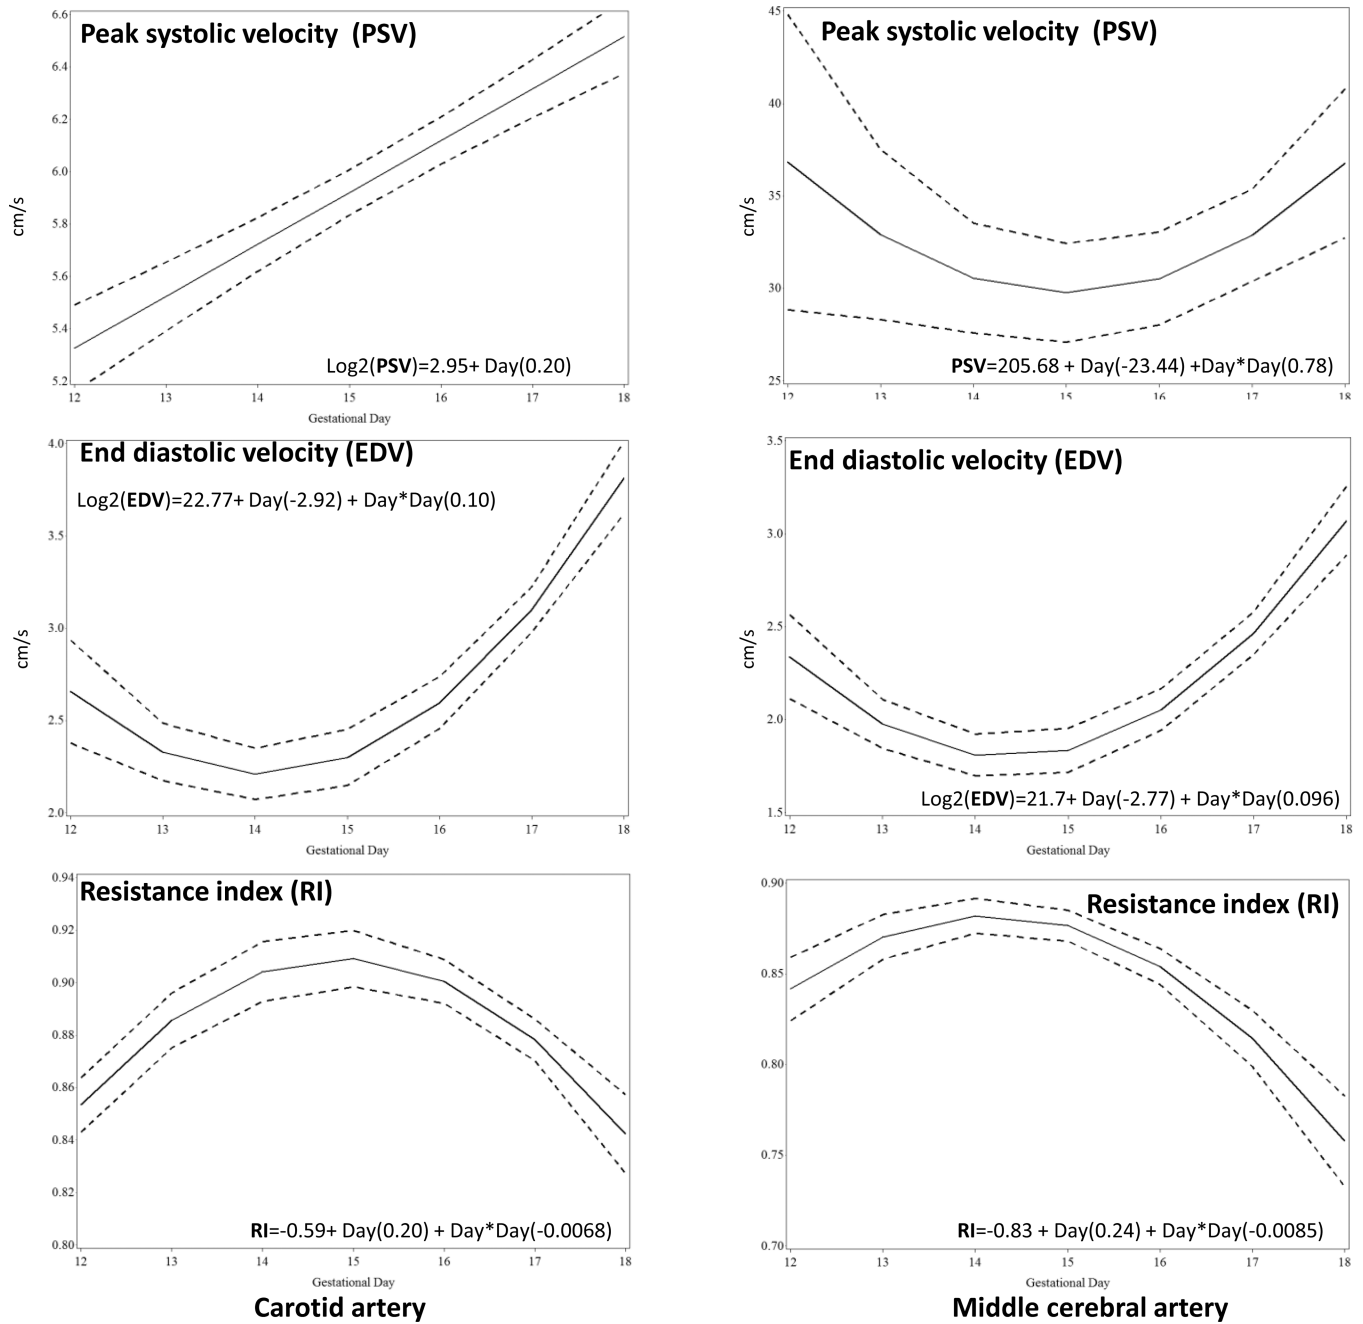 Peak systolic velocity (PSV)
6.6
6.4
6.2
6.0
5.8
5.6
5.4
5.2
cm/s
Log2(PSV)=2.95+ Day(0.20)
12 13 14 15 16 17 18
Gestational Day
Peak systolic velocity (PSV)
45
40
35
30
25
cm/s
PSV=205.68 + Day(-23.44) +Day*Day(0.78)
12 13 14 15 16 17 18
End diastolic velocity (EDV)
Log2(EDV)=22.77+ Day(-2.92) + Day*Day(0.10)
4.0
3.5
3.0
2.5
2.0
cm/s
12 13 14 15 16 17 18
Gestational Day
End diastolic velocity (EDV)
3.5
3.0
2.5
2.0
1.5
cm/s
Log2(EDV)=21.7+ Day(-2.77) + Day*Day(0.096)
12 13 14 15 16 17 18
Gestational Day
Resistance index (RI)
0.94
0.92
0.90
0.88
0.86
0.84
0.82
0.80
RI=-0.59+ Day(0.20) + Day*Day(-0.0068)
12 13 14 15 16 17 18
Gestational Day
Carotid artery
Resistance index (RI)
0.90
0.85
0.80
0.75
0.70
RI=-0.83 + Day(0.24) + Day*Day(-0.0085)
12 13 14 15 16 17 18
Gestational Day
Middle cerebral artery